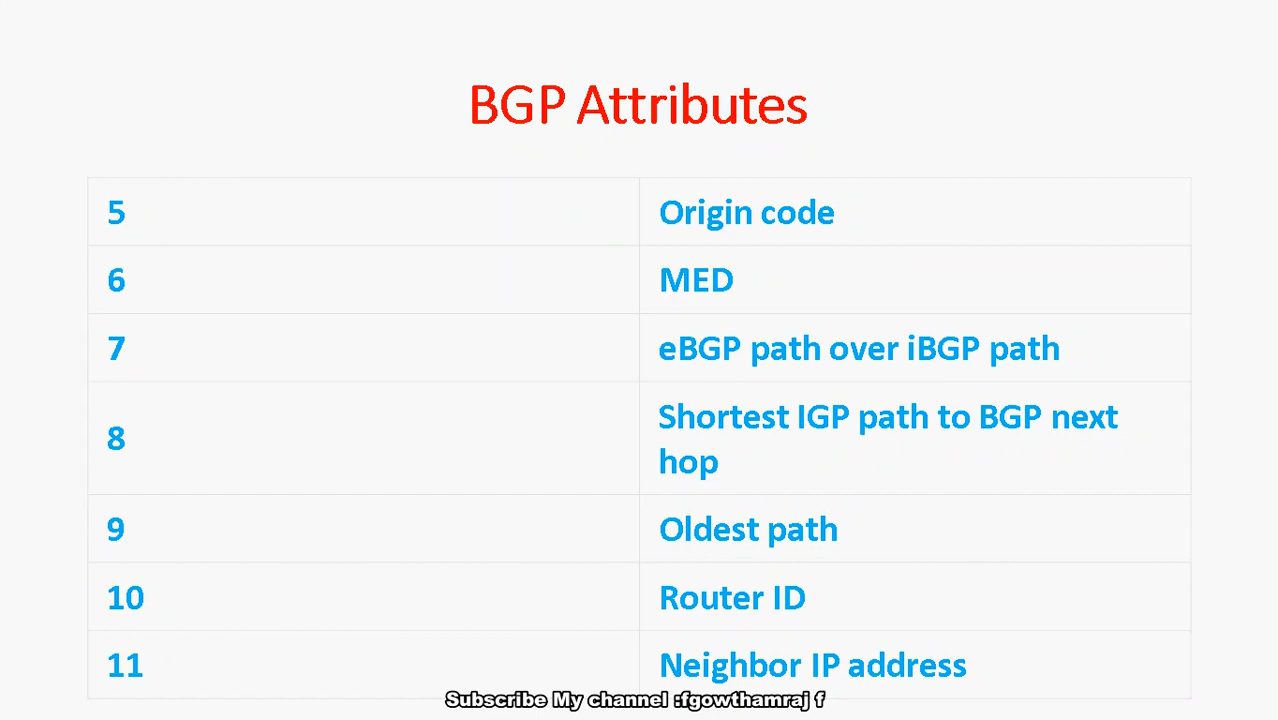 BGP Attributes
5 Origin code
6 MED
7 eBGP path over iBGP path
8 Shortest IGP path to BGP next
hop
9 Oldest path
10 Router ID
11 Neighbor IP address
Subscribe My channel :fgowthamraj f